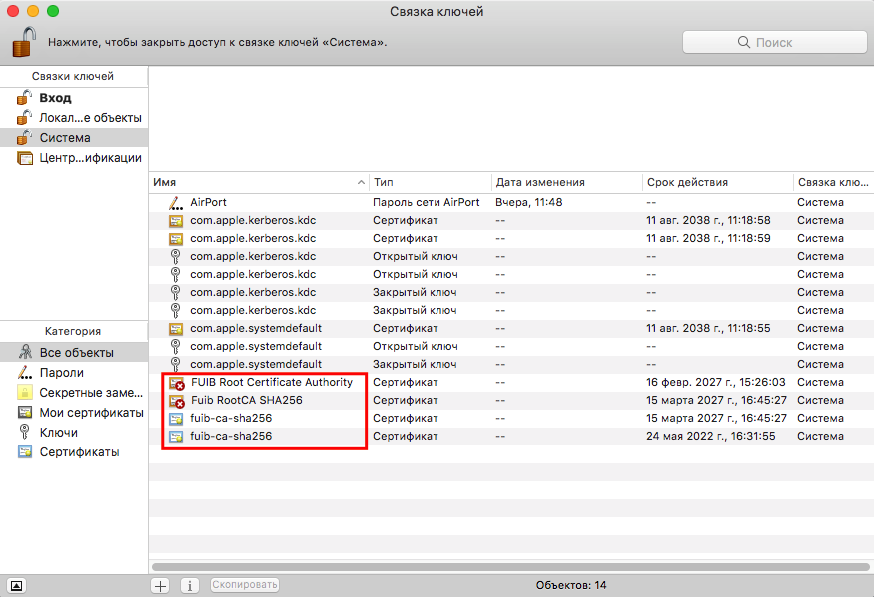 Связка ключей
Нажмите, чтобы закрыть доступ к связке ключей «Система».
Поиск
Связки ключей
Вход
Локал...е объекты
Система
Центр...ификации
Категория
Все объекты
Пароли
Секретные заме...
Мои сертификаты
Ключи
Сертификаты
Имя Тип Дата изменения Срок действия Связка клю...
AirPort Пароль сети AirPort Вчера, 11:48 -- Система
com.apple.kerberos.kdc Сертификат -- 11 авг. 2038 г., 11:18:58 Система
com.apple.kerberos.kdc Сертификат -- 11 авг. 2038 г., 11:18:59 Система
com.apple.kerberos.kdc Открытый ключ -- -- Система
com.apple.kerberos.kdc Открытый ключ -- -- Система
com.apple.kerberos.kdc Закрытый ключ -- -- Система
com.apple.kerberos.kdc Закрытый ключ -- -- Система
com.apple.systemdefault Сертификат -- 11 авг. 2038 г., 11:18:55 Система
com.apple.systemdefault Открытый ключ -- -- Система
com.apple.systemdefault Закрытый ключ -- -- Система
FUIB Root Certificate Authority Сертификат -- 16 февр. 2027 г., 15:26:03 Система
Fuib RootCA SHA256 Сертификат -- 15 марта 2027 г., 16:45:27 Система
fuib-ca-sha256 Сертификат -- 15 марта 2027 г., 16:45:27 Система
fuib-ca-sha256 Сертификат -- 24 мая 2022 г., 16:31:55 Система
+ i Скопировать Объектов: 14